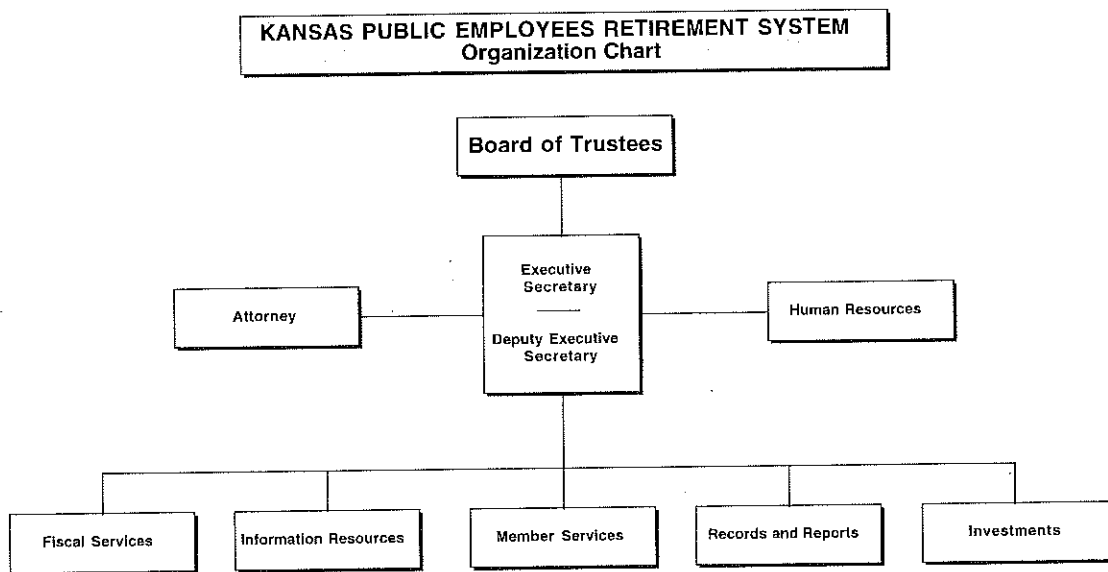 KANSAS PUBLIC EMPLOYEES RETIREMENT SYSTEM
Organization Chart
Board of Trustees
Executive
Secretary
Deputy Executive
Secretary
Attorney
Human Resources
Fiscal Services
Information Resources
Member Services
Records and Reports
Investments